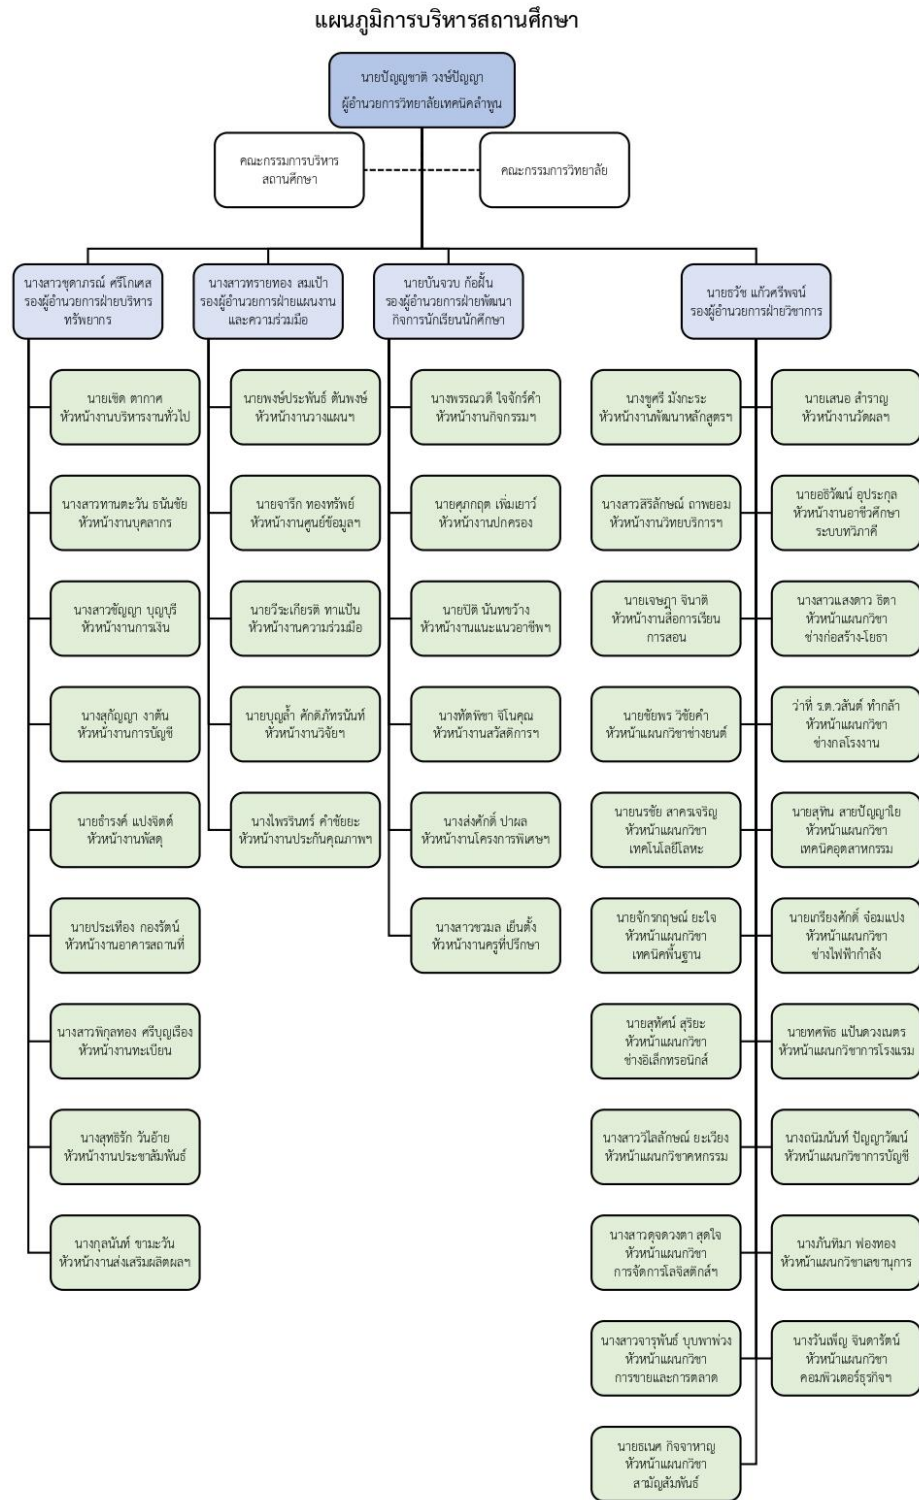 แผนภูมิการบริหารสถานศึกษา
นายปัญญชาติ วงษ์ปัญญา
ผู้อำนวยการวิทยาลัยเทคนิคลำพูน
คณะกรรมการบริหาร
สถานศึกษา
คณะกรรมการวิทยาลัย
นางสาวชุดาภรณ์ ศรีโกเศส
รองผู้อำนวยการฝ่ายบริหาร
ทรัพยากร
นางสาวทรายทอง สมเป้า
รองผู้อำนวยการฝ่ายแผนงาน
และความร่วมมือ
นายบันจวบ ก้อฝั้น
รองผู้อำนวยการฝ่ายพัฒนา
กิจการนักเรียนนักศึกษา
นายธวัช แก้วศรีพจน์
รองผู้อำนวยการฝ่ายวิชาการ
นายเชิด ตากาศ
หัวหน้างานบริหารงานทั่วไป
นางสาวทานตะวัน ธนันชัย
หัวหน้างานบุคลากร
นางสาวชัญญา บุญบุรี
หัวหน้างานการเงิน
นางสุกัญญา งาตัน
หัวหน้างานการบัญชี
นายธำรงค์ แปงจิตต์
หัวหน้างานพัสดุ
นายประเทือง กองรัตน์
หัวหน้างานอาคารสถานที่
นางสาวพิกุลทอง ศรีบุญเรือง
หัวหน้างานทะเบียน
นางสุทธิรัก วันอ้าย
หัวหน้างานประชาสัมพันธ์
นางกุลนันท์ ขามะวัน
หัวหน้างานส่งเสริมผลิตผลฯ
นายพงษ์ประพันธ์ ต้นพงษ์
หัวหน้างานวางแผนฯ
นายจารึก ทองทรัพย์
หัวหน้างานศูนย์ข้อมูลฯ
นายวีระเกียรติ ทาแป้น
หัวหน้างานความร่วมมือ
นายบุญล้ำ ศักดิภัทรนันท์
หัวหน้างานวิจัยฯ
นางไพรรินทร์ คำชัยยะ
หัวหน้างานประกันคุณภาพฯ
นางพรรณวดี ใจจักร์คำ
หัวหน้างานกิจกรรมฯ
นายศุภกฤต เพิ่มเยาว์
หัวหน้างานปกครอง
นายปิติ นันทขว้าง
หัวหน้างานแนะแนวอาชีพฯ
นางทัตพิชา จิโนคุณ
หัวหน้างานสวัสดิการฯ
นางส่งศักดิ์ ปาผล
หัวหน้างานโครงการพิเศษฯ
นางสาวชวมล เย็นตั้ง
หัวหน้างานครูที่ปรึกษา
นางชูศรี มังกะระ
หัวหน้างานพัฒนาหลักสูตรฯ
นายเสนอ สำราญ
หัวหน้างานวัดผลฯ
นางสาวสิริลักษณ์ ถาพยอม
หัวหน้างานวิทยบริการฯ
นายอธิวัฒน์ อุประกุล
หัวหน้างานอาชีวศึกษา
ระบบทวิภาคี
นายเจษฎา จินาติ
หัวหน้างานสื่อการเรียน
การสอน
นางสาวแสงดาว ธิตา
หัวหน้าแผนกวิชา
ช่างก่อสร้าง-โยธา
นายชัยพร วิชัยคำ
หัวหน้าแผนกวิชาช่างยนต์
ว่าที่ ร.ต.วสันต์ ทำกล้า
หัวหน้าแผนกวิชา
ช่างกลโรงงาน
นายนรชัย สาครเจริญ
หัวหน้าแผนกวิชา
เทคโนโลยีโลหะ
นายสุทิน สายปัญญาใย
หัวหน้าแผนกวิชา
เทคนิคอุตสาหกรรม
นายจักรกฤษณ์ ยะใจ
หัวหน้าแผนกวิชา
เทคนิคพื้นฐาน
นายเกรียงศักดิ์ จ๋อมแปง
หัวหน้าแผนกวิชา
ช่างไฟฟ้ากำลัง
นายสุทัศน์ สุริยะ
หัวหน้าแผนกวิชา
ช่างอิเล็กทรอนิกส์
นายทศพิธ แป้นดวงเนตร
หัวหน้าแผนกวิชาการโรงแรม
นางสาววิไลลักษณ์ ยะเวียง
หัวหน้าแผนกวิชาคหกรรม
นางถนิมนันท์ ปัญญาวัฒน์
หัวหน้าแผนกวิชาการบัญชี
นางสาวดุจดวงตา สุดใจ
หัวหน้าแผนกวิชา
การจัดการโลจิสติกส์ฯ
นางภันทิมา ฟองทอง
หัวหน้าแผนกวิชาเลขานุการ
นางสาวจารุพันธ์ บุบพาพ่วง
หัวหน้าแผนกวิชา
การขายและการตลาด
นางวันเพ็ญ จินดารัตน์
หัวหน้าแผนกวิชา
คอมพิวเตอร์ธุรกิจฯ
นายธเนศ กิจจาหาญ
หัวหน้าแผนกวิชา
สามัญสัมพันธ์